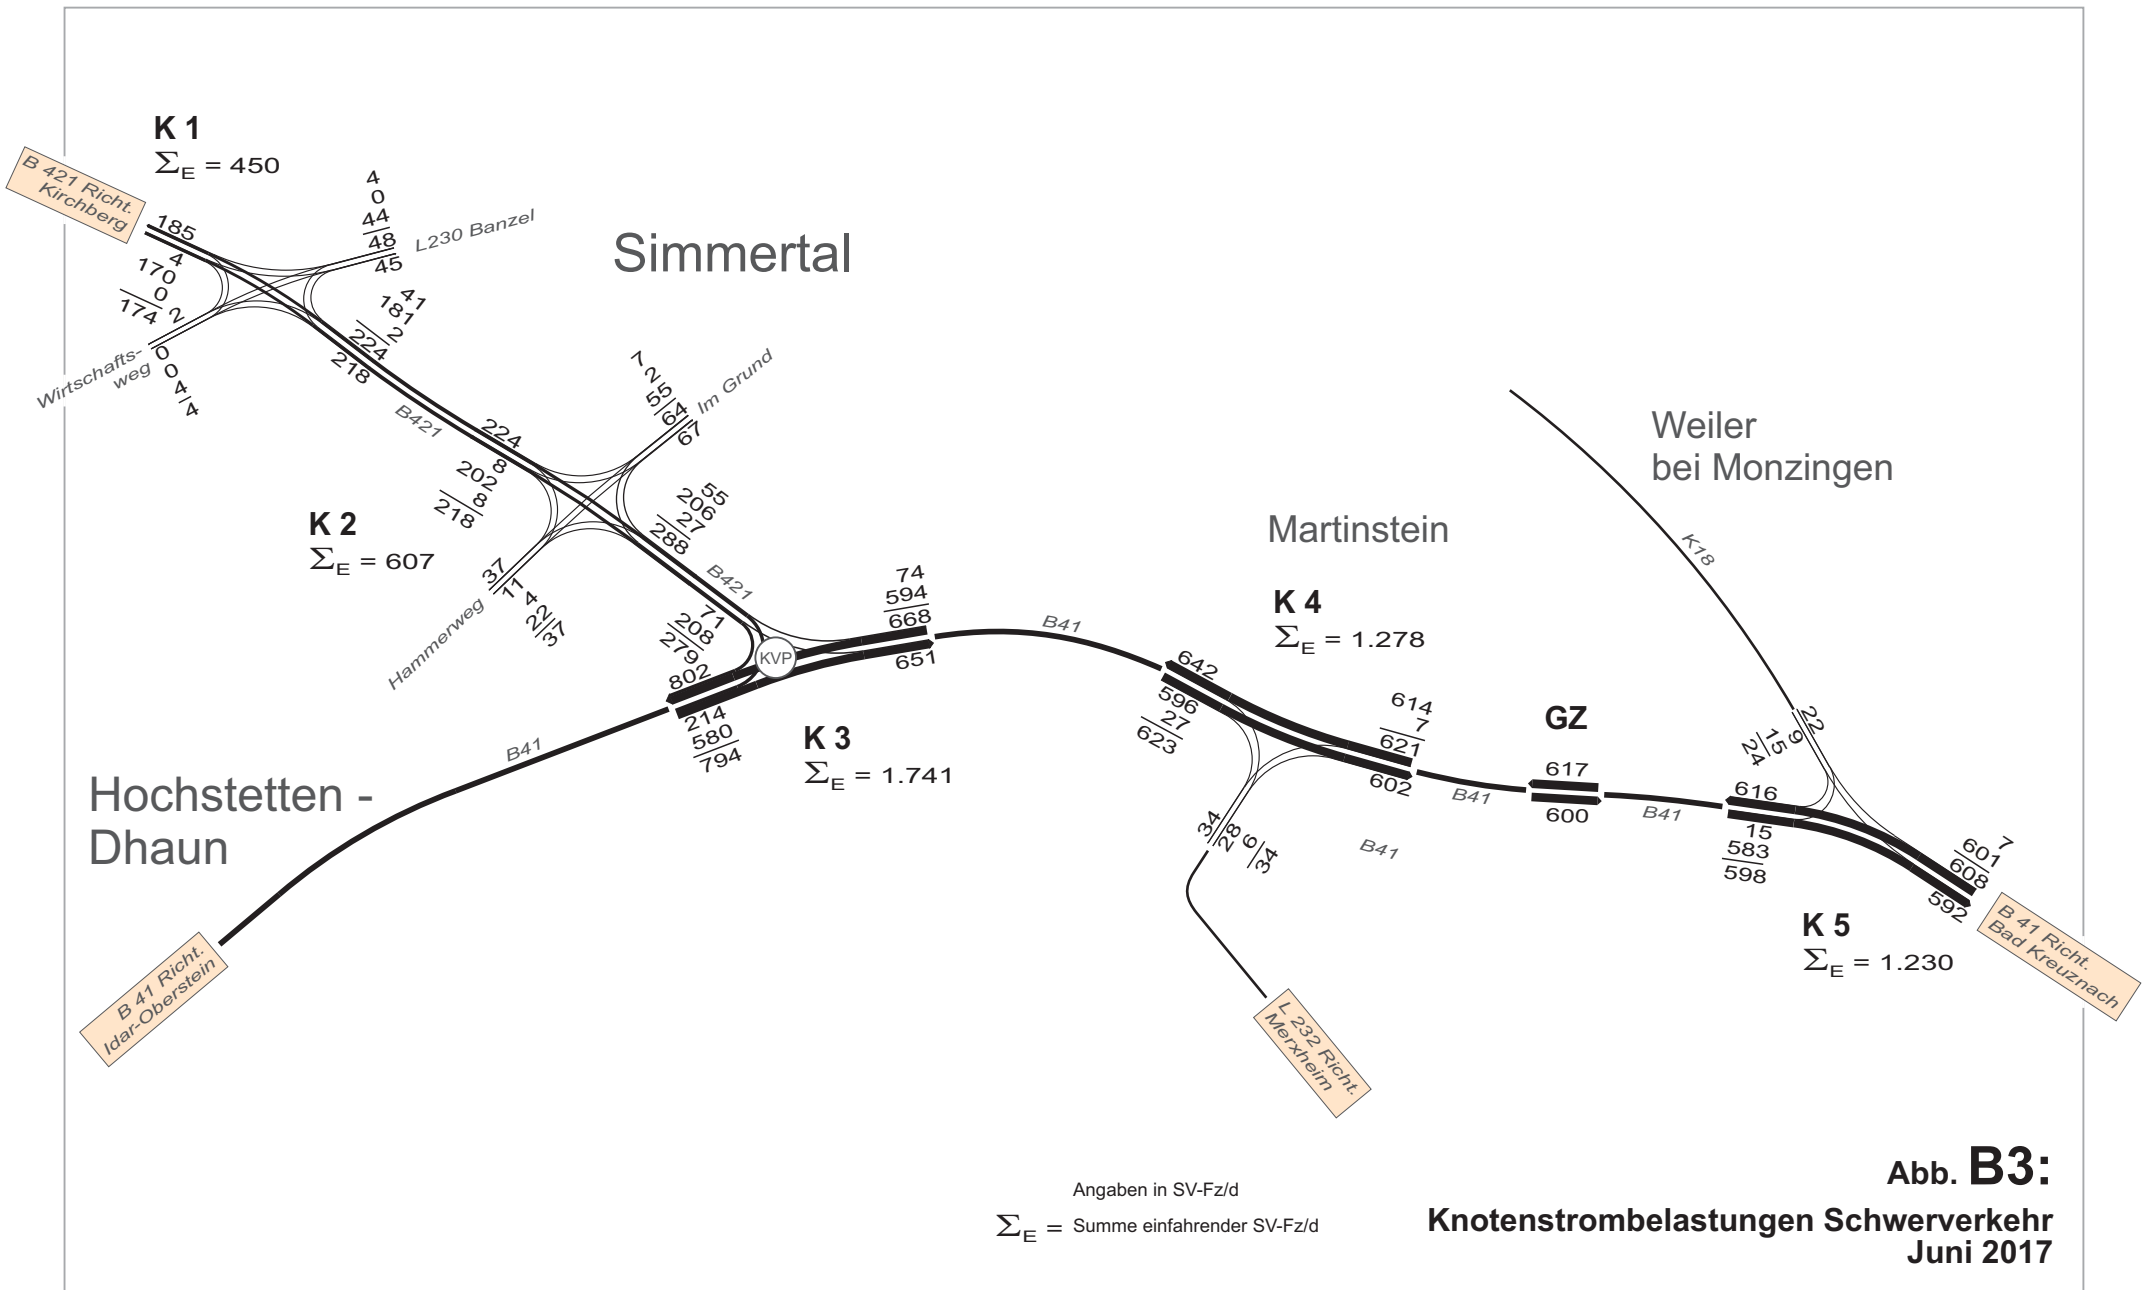 K 1
ΣE = 450
B 421 Richt.
Kirchberg
185
4
170
0
174
2
Wirtschafts-
weg
0
0
4
4
4
0
44
48
45
L230 Banzel
41
181
2
224
218
B421
Simmertal
224
8
202
8
218
K 2
ΣE = 607
7
2
55
64
67
Im Grund
55
206
27
288
B421
37
11
4
22
37
Hammerweg
71
208
279
802
KVP
74
594
668
651
214
580
794
K 3
ΣE = 1.741
B41
B41
Hochstetten -
Dhaun
B 41 Richt.
Idar-Oberstein
Martinstein
K 4
ΣE = 1.278
642
596
27
623
614
7
621
602
34
28
6
34
B41
B41
L 232 Richt.
Merxheim
GZ
617
600
B41
Weiler
bei Monzingen
K18
22
9
15
24
616
15
583
598
7
601
608
592
K 5
ΣE = 1.230
B 41 Richt.
Bad Kreuznach
Angaben in SV-Fz/d
ΣE = Summe einfahrender SV-Fz/d
Abb. B3:
Knotenstrombelastungen Schwerverkehr
Juni 2017